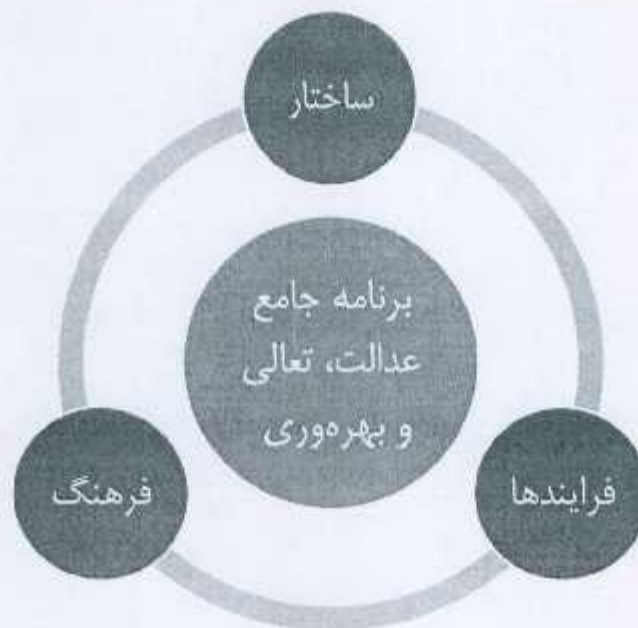 ساختار
برنامه جامع
عدالت، تعالی
و بهره‌وری
فرایندها
فرهنگ